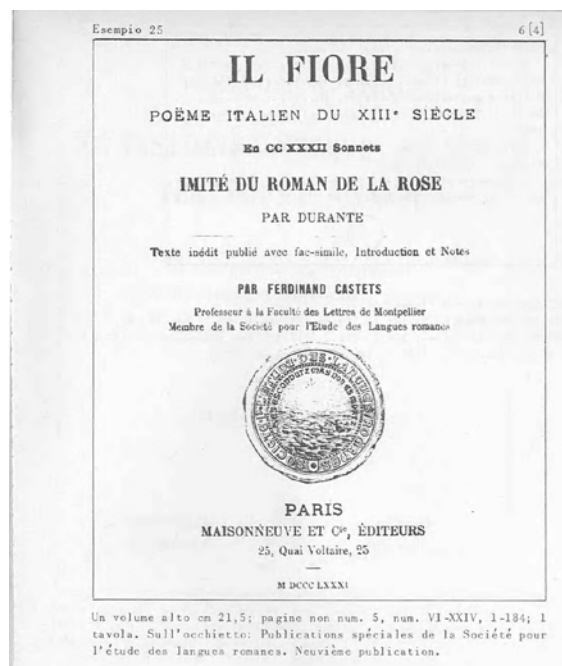 Esempio 25 6 [4]
IL FIORE
POËME ITALIEN DU XIIIᵉ SIÈCLE
En CC XXXII Sonnets
IMITÉ DU ROMAN DE LA ROSE
PAR DURANTE
Texte inédit publié avec fac-simile, Introduction et Notes
PAR FERDINAND CASTETS
Professeur à la Faculté des Lettres de Montpellier
Membre de la Société pour l'Etude des Langues romanes
PARIS
MAISONNEUVE ET Cⁱᵉ, ÉDITEURS
25, Quai Voltaire, 25
M DCCC LXXXI
Un volume alto cm 21,5; pagine non num. 5, num. VI-XXIV, 1-184; 1
tavola. Sull'occhietto: Publications spéciales de la Société pour
l'étude des langues romanes. Neuvième publication.